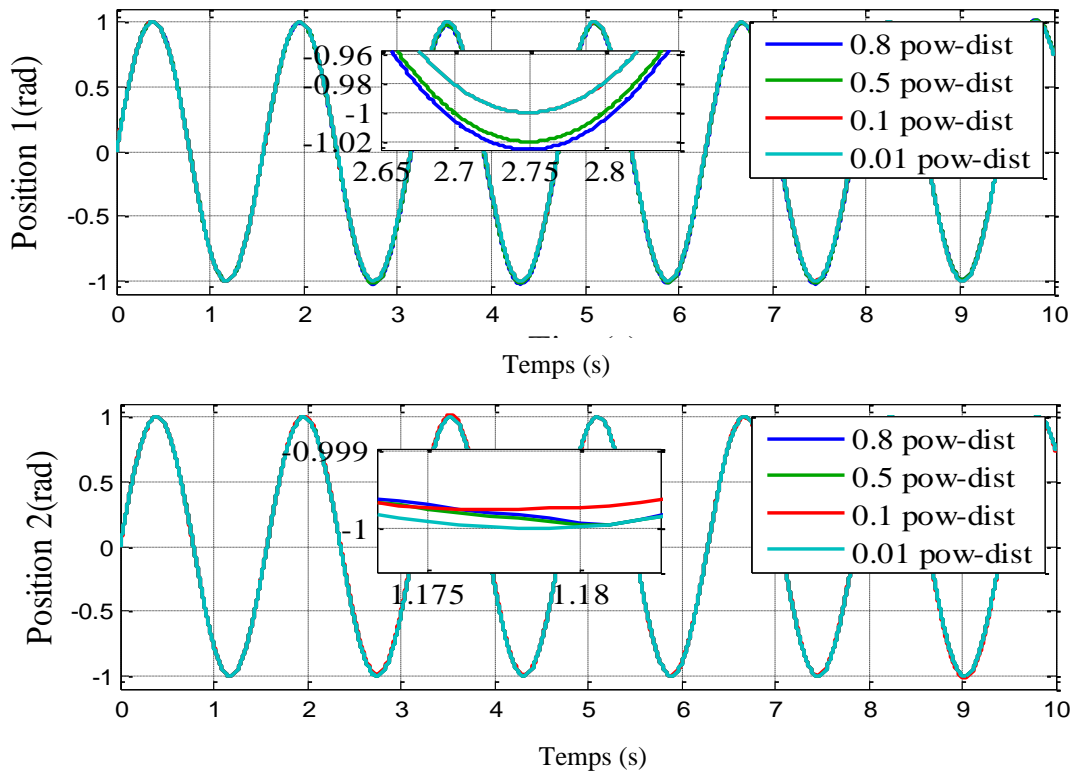 Position 1(rad)
1
0.5
0
-0.5
-1
-0.96
-0.98
-1
-1.02
2.65 2.7 2.75 2.8
0.8 pow-dist
0.5 pow-dist
0.1 pow-dist
0.01 pow-dist
0 1 2 3 4 5 6 7 8 9 10
Temps (s)
Position 2(rad)
1
0.5
0
-0.5
-1
-0.999
-1
1.175 1.18
0.8 pow-dist
0.5 pow-dist
0.1 pow-dist
0.01 pow-dist
0 1 2 3 4 5 6 7 8 9 10
Temps (s)